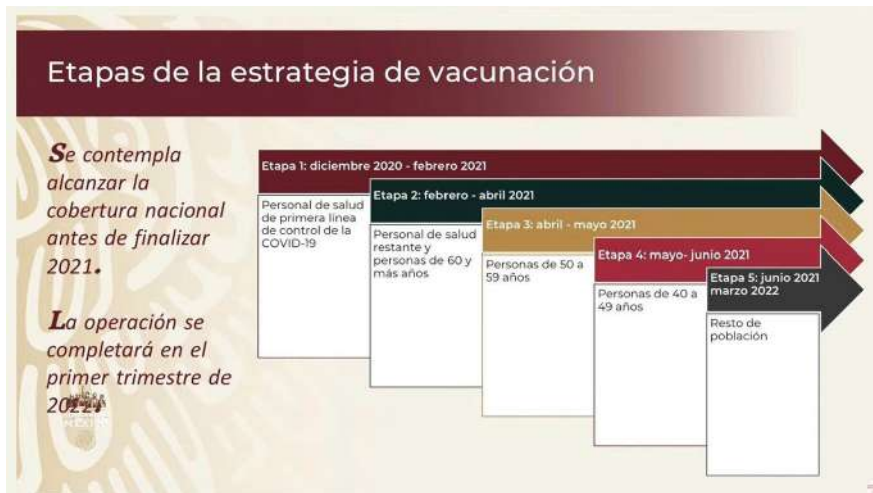 Etapas de la estrategia de vacunación
Se contempla
alcanzar la
cobertura nacional
antes de finalizar
2021.
La operación se
completará en el
primer trimestre de
2022.
Etapa 1: diciembre 2020 - febrero 2021
Personal de salud
de primera línea
de control de la
COVID-19
Etapa 2: febrero - abril 2021
Personal de salud
restante y
personas de 60 y
más años
Etapa 3: abril - mayo 2021
Personas de 50 a
59 años
Etapa 4: mayo- junio 2021
Personas de 40 a
49 años
Etapa 5: junio 2021
marzo 2022
Resto de
población